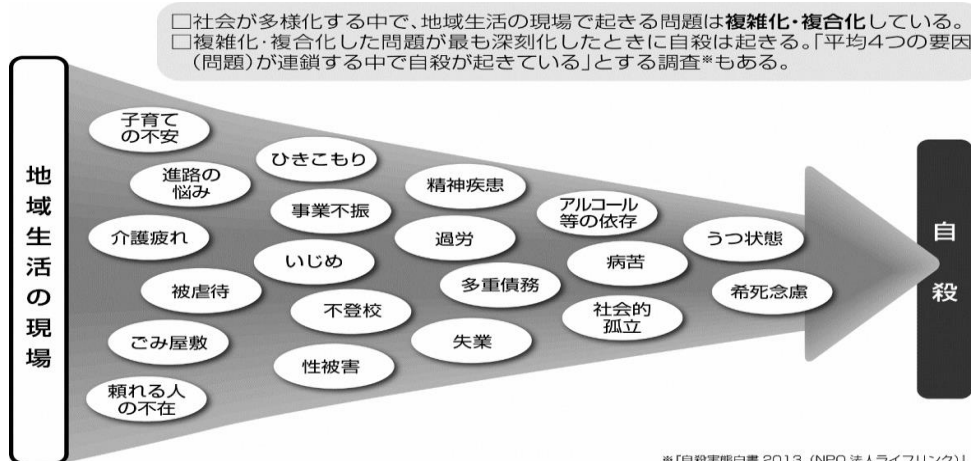 □社会が多様化する中で、地域生活の現場で起きる問題は複雑化・複合化している。
□複雑化・複合化した問題が最も深刻化したときに自殺は起きる。「平均4つの要因
(問題)が連鎖する中で自殺が起きている」とする調査※もある。
地域生活の現場
子育て
の不安
進路の
悩み
介護疲れ
被虐待
ごみ屋敷
頼れる人
の不在
ひきこもり
事業不振
いじめ
不登校
性被害
精神疾患
過労
多重債務
失業
アルコール
等の依存
病苦
社会的
孤立
うつ状態
希死念慮
自殺
※「自殺実態白書2013(NPO法人ライフリンク)」